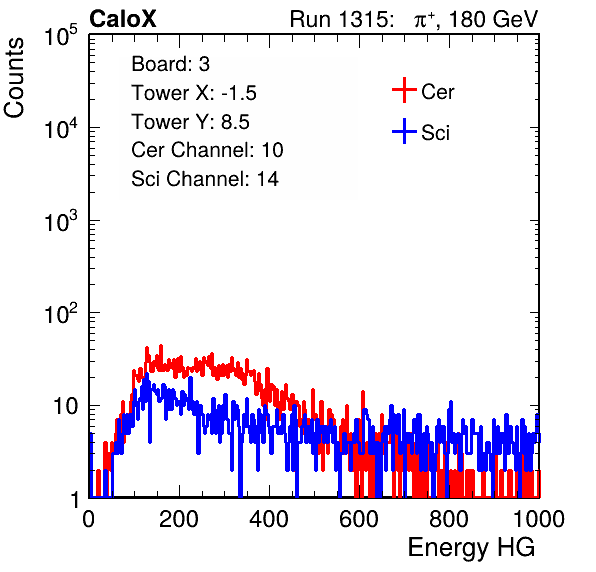 CaloX Run 1315: π⁺, 180 GeV
Counts
10⁵
10⁴
10³
10²
10
1
Board: 3
Tower X: -1.5
Tower Y: 8.5
Cer Channel: 10
Sci Channel: 14
Cer
Sci
0 200 400 600 800 1000
Energy HG